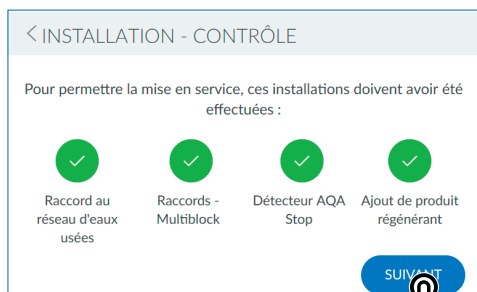 INSTALLATION - CONTRÔLE
Pour permettre la mise en service, ces installations doivent avoir été
effectuées :
Raccord au
réseau d'eaux
usées
Raccords -
Multiblock
Détecteur AQA
Stop
Ajout de produit
régénérant
SUIVANT